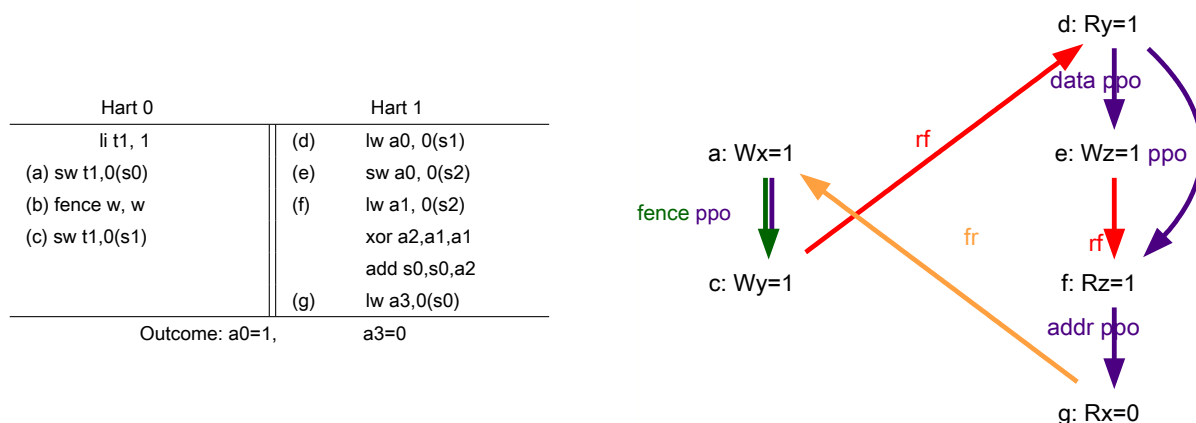 Hart 0 Hart 1
li t1, 1 (d) lw a0, 0(s1)
(a) sw t1,0(s0) (e) sw a0, 0(s2)
(b) fence w, w (f) lw a1, 0(s2)
(c) sw t1,0(s1) xor a2,a1,a1
add s0,s0,a2
(g) lw a3,0(s0)
Outcome: a0=1, a3=0
d: Ry=1
data ppo
rf
a: Wx=1
e: Wz=1 ppo
fence ppo
fr
rf
c: Wy=1
f: Rz=1
addr ppo
g: Rx=0